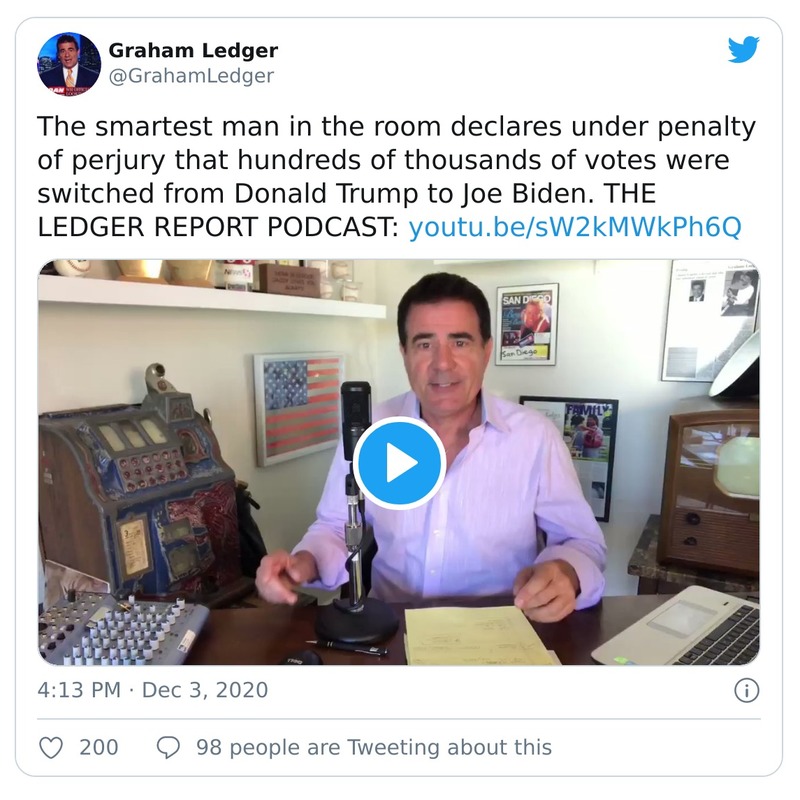 Graham Ledger
@GrahamLedger
The smartest man in the room declares under penalty
of perjury that hundreds of thousands of votes were
switched from Donald Trump to Joe Biden. THE
LEDGER REPORT PODCAST: youtu.be/sW2kMWkPh6Q
SAN DIEGO
San Diego
FAMILY
4:13 PM · Dec 3, 2020
200
98 people are Tweeting about this